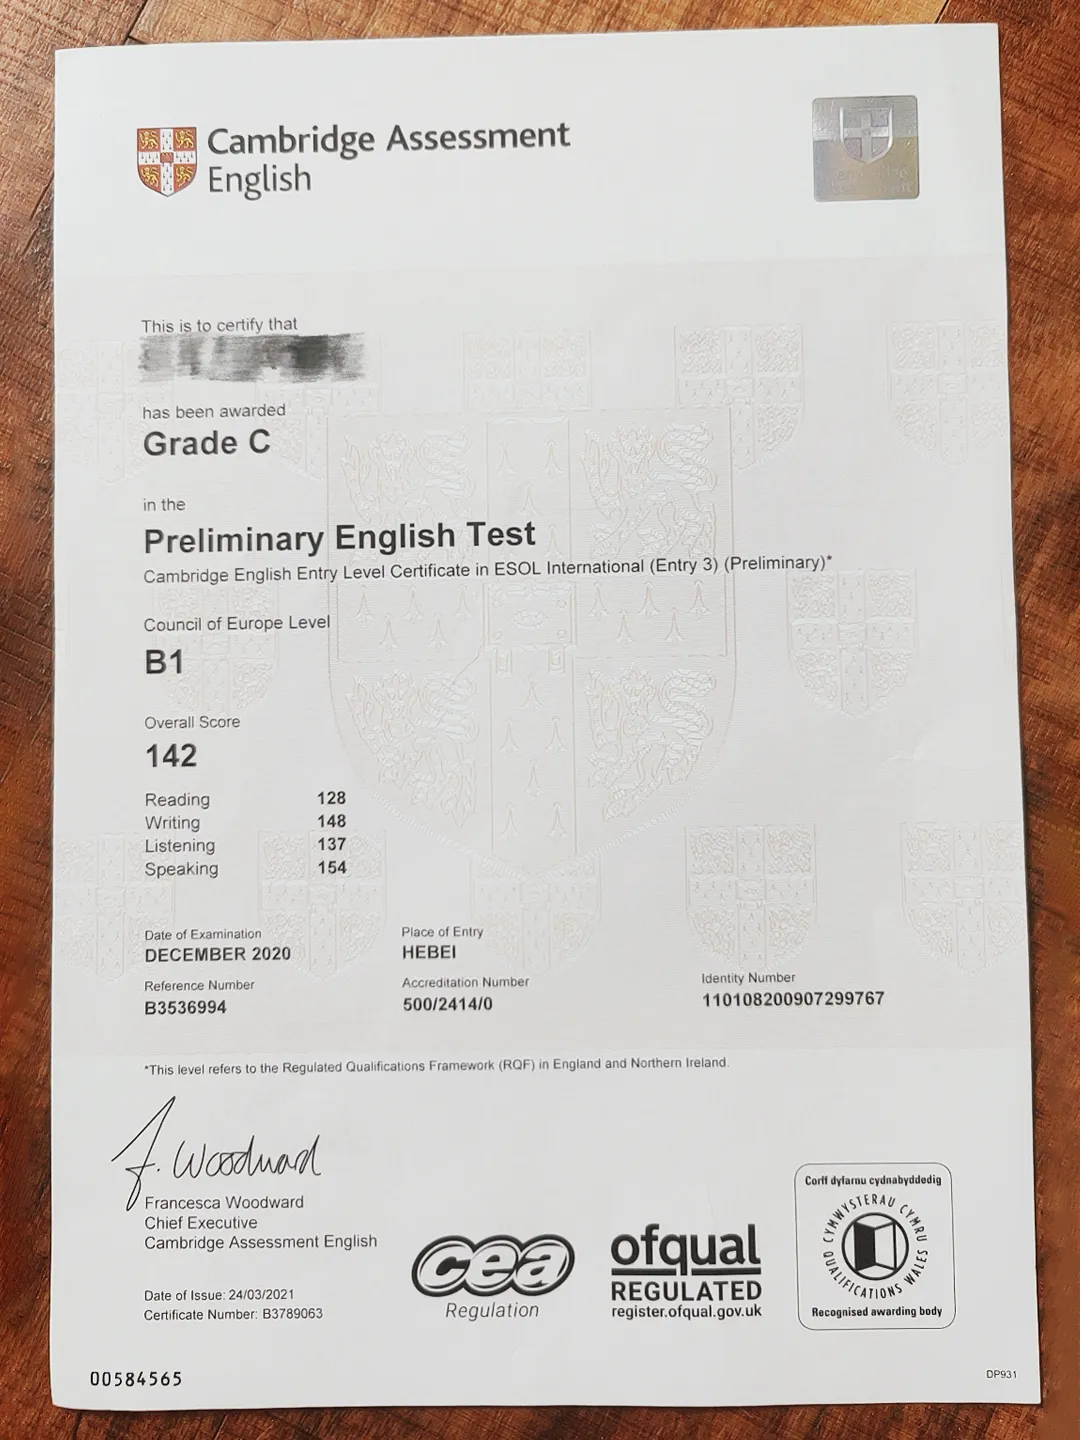 Cambridge Assessment
English
This is to certify that
has been awarded
Grade C
in the
Preliminary English Test
Cambridge English Entry Level Certificate in ESOL International (Entry 3) (Preliminary)*
Council of Europe Level
B1
Overall Score
142
Reading 128
Writing 148
Listening 137
Speaking 154
Date of Examination
DECEMBER 2020
Place of Entry
HEBEI
Reference Number
B3536994
Accreditation Number
500/2414/0
Identity Number
110108200907299767
*This level refers to the Regulated Qualifications Framework (RQF) in England and Northern Ireland.
F. Woodward
Francesca Woodward
Chief Executive
Cambridge Assessment English
Date of Issue: 24/03/2021
Certificate Number: B3789063
cea
Regulation
ofqual
REGULATED
register.ofqual.gov.uk
Corff dyfarnu cydnabyddedig
CYMWYSTERAU CYMRU
QUALIFICATIONS WALES
Recognised awarding body
00584565
DP931